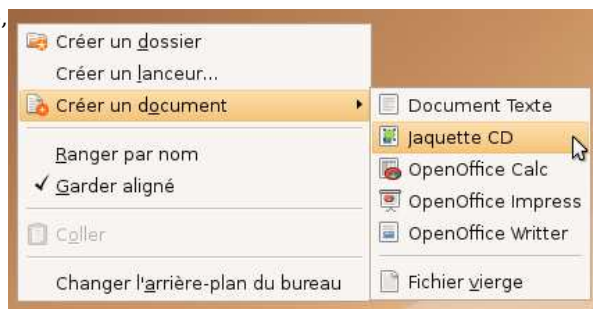 ,
Créer un dossier
Créer un lanceur...
Créer un document
Ranger par nom
Garder aligné
Coller
Changer l'arrière-plan du bureau
Document Texte
Jaquette CD
OpenOffice Calc
OpenOffice Impress
OpenOffice Writter
Fichier vierge